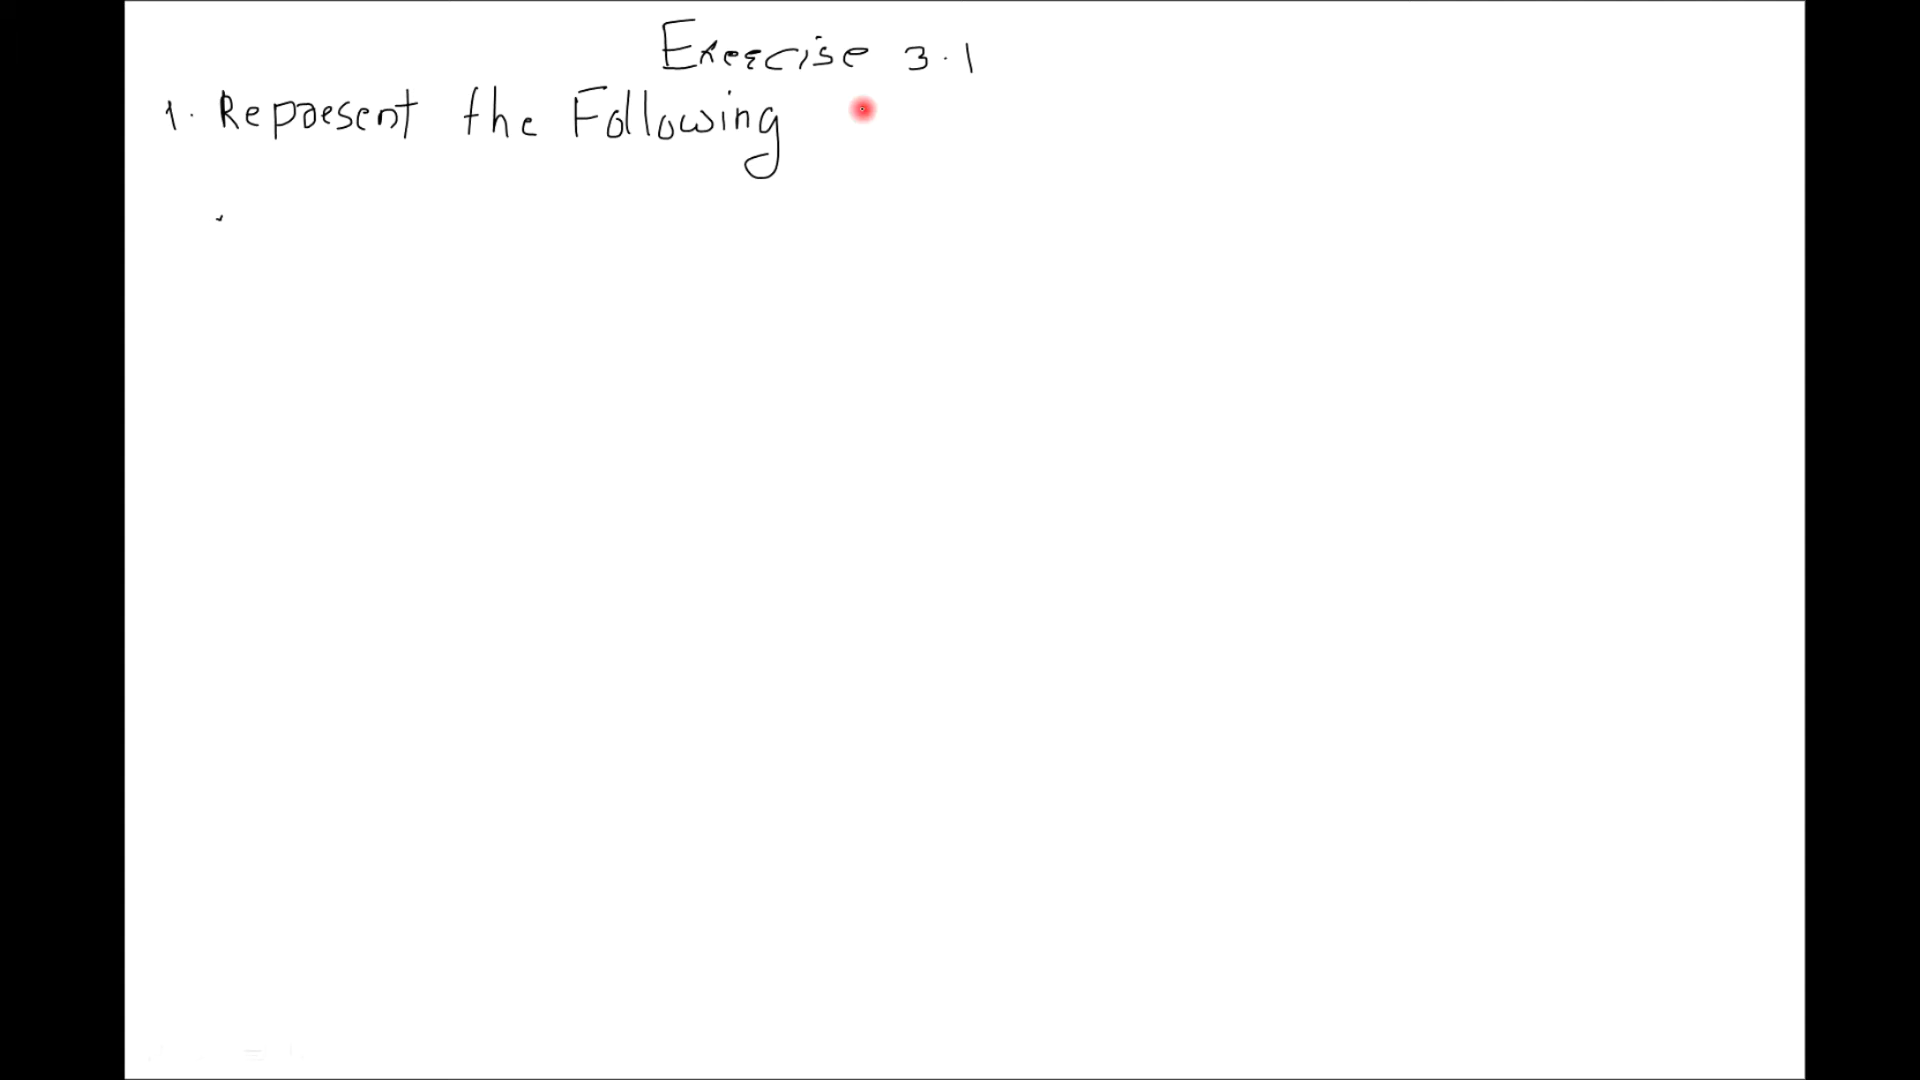 Exercise 3.1
1. Represent the Following